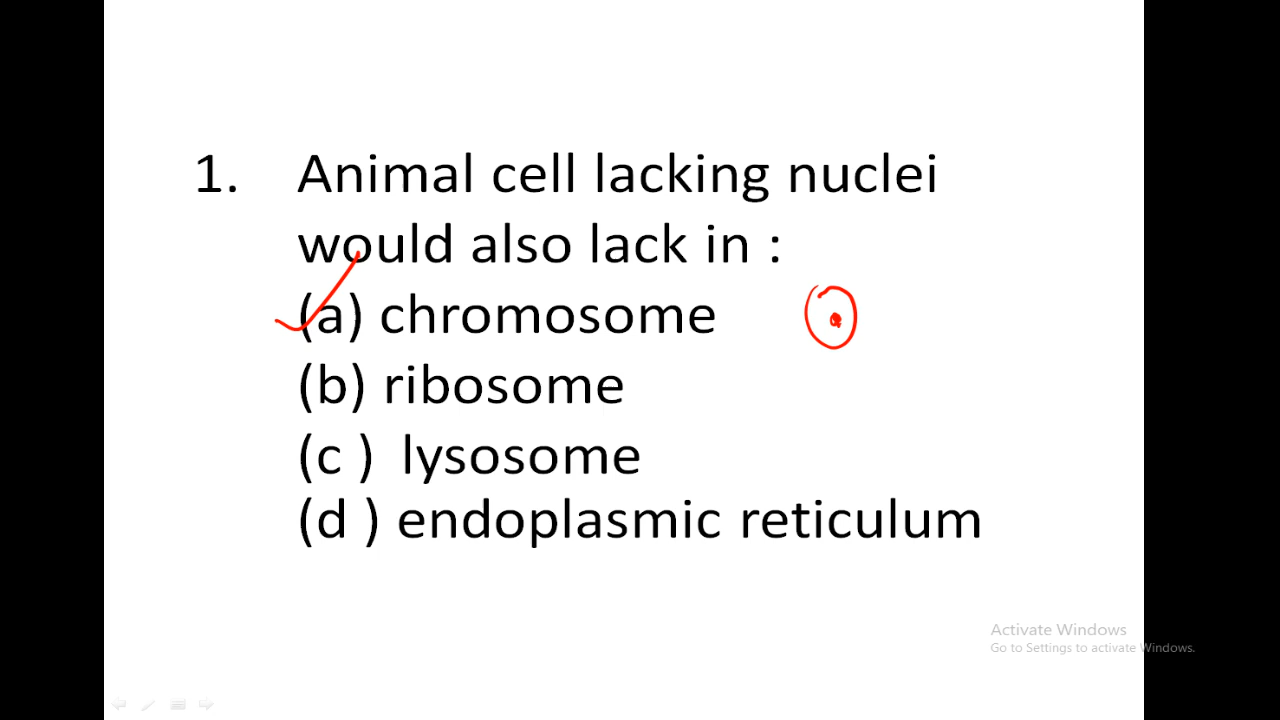 1. Animal cell lacking nuclei
would also lack in :
(a) chromosome
(b) ribosome
(c ) lysosome
(d ) endoplasmic reticulum
Activate Windows
Go to Settings to activate Windows.